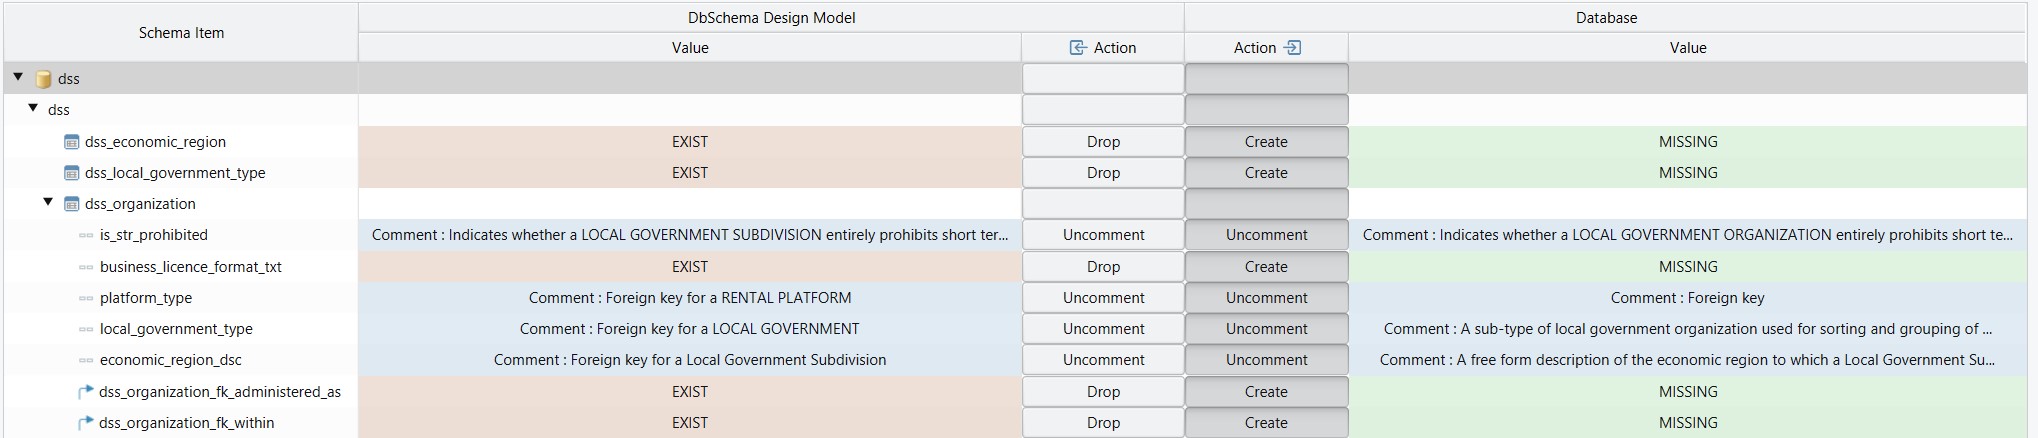 Schema Item DbSchema Design Model Database
Value Action Action Value
dss
dss
dss_economic_region EXIST Drop Create MISSING
dss_local_government_type EXIST Drop Create MISSING
dss_organization
is_str_prohibited Comment : Indicates whether a LOCAL GOVERNMENT SUBDIVISION entirely prohibits short ter... Uncomment Uncomment Comment : Indicates whether a LOCAL GOVERNMENT ORGANIZATION entirely prohibits short te...
business_licence_format_txt EXIST Drop Create MISSING
platform_type Comment : Foreign key for a RENTAL PLATFORM Uncomment Uncomment Comment : Foreign key
local_government_type Comment : Foreign key for a LOCAL GOVERNMENT Uncomment Uncomment Comment : A sub-type of local government organization used for sorting and grouping of ...
economic_region_dsc Comment : Foreign key for a Local Government Subdivision Uncomment Uncomment Comment : A free form description of the economic region to which a Local Government Su...
dss_organization_fk_administered_as EXIST Drop Create MISSING
dss_organization_fk_within EXIST Drop Create MISSING